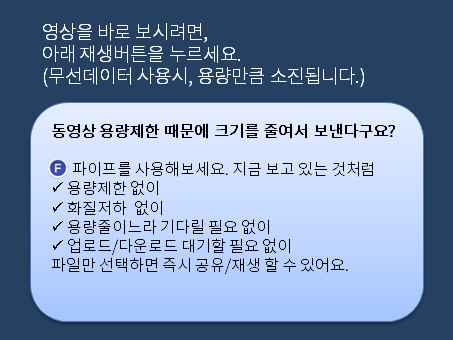 영상을 바로 보시려면,
아래 재생버튼을 누르세요.
(무선데이터 사용시, 용량만큼 소진됩니다.)
동영상 용량제한 때문에 크기를 줄여서 보낸다구요?
F 파이프를 사용해보세요. 지금 보고 있는 것처럼
✓ 용량제한 없이
✓ 화질저하 없이
✓ 용량줄이느라 기다릴 필요 없이
✓ 업로드/다운로드 대기할 필요 없이
파일만 선택하면 즉시 공유/재생 할 수 있어요.